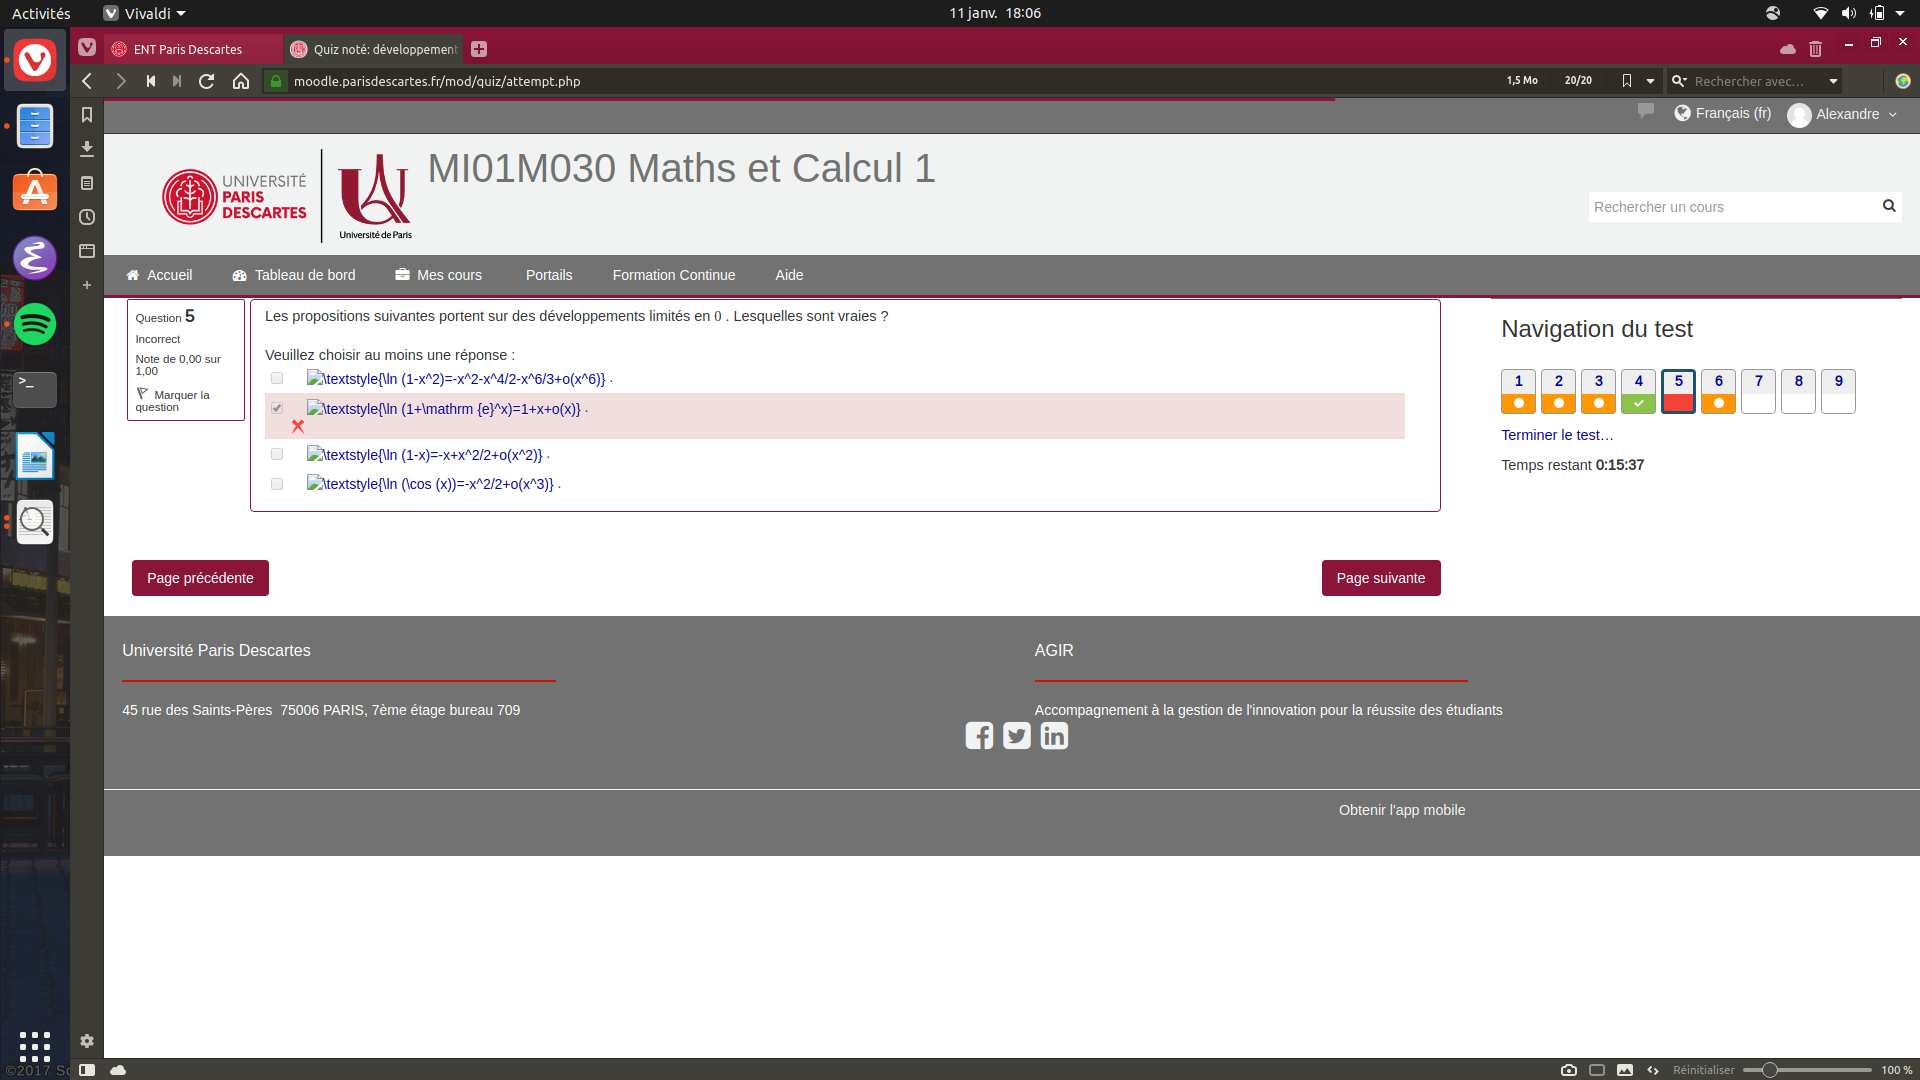 Activités
Vivaldi
11 janv. 18:06
ENT Paris Descartes
Quiz noté: développement
moodle.parisdescartes.fr/mod/quiz/attempt.php
1,5 Mo
20/20
Rechercher avec...
Français (fr)
Alexandre
UNIVERSITÉ
PARIS
DESCARTES
Université de Paris
MI01M030 Maths et Calcul 1
Rechercher un cours
Accueil
Tableau de bord
Mes cours
Portails
Formation Continue
Aide
Question 5
Incorrect
Note de 0,00 sur
1,00
Marquer la
question
Les propositions suivantes portent sur des développements limités en 0 . Lesquelles sont vraies ?
Veuillez choisir au moins une réponse :
\textstyle{\ln (1-x^2)=-x^2-x^4/2-x^6/3+o(x^6)} .
\textstyle{\ln (1+\mathrm {e}^x)=1+x+o(x)} .
\textstyle{\ln (1-x)=-x+x^2/2+o(x^2)} .
\textstyle{\ln (\cos (x))=-x^2/2+o(x^3)} .
Page précédente
Page suivante
Navigation du test
1 2 3 4 5 6 7 8 9
Terminer le test…
Temps restant 0:15:37
Université Paris Descartes
45 rue des Saints-Pères 75006 PARIS, 7ème étage bureau 709
AGIR
Accompagnement à la gestion de l'innovation pour la réussite des étudiants
Obtenir l'app mobile
©2017
Réinitialiser
100 %